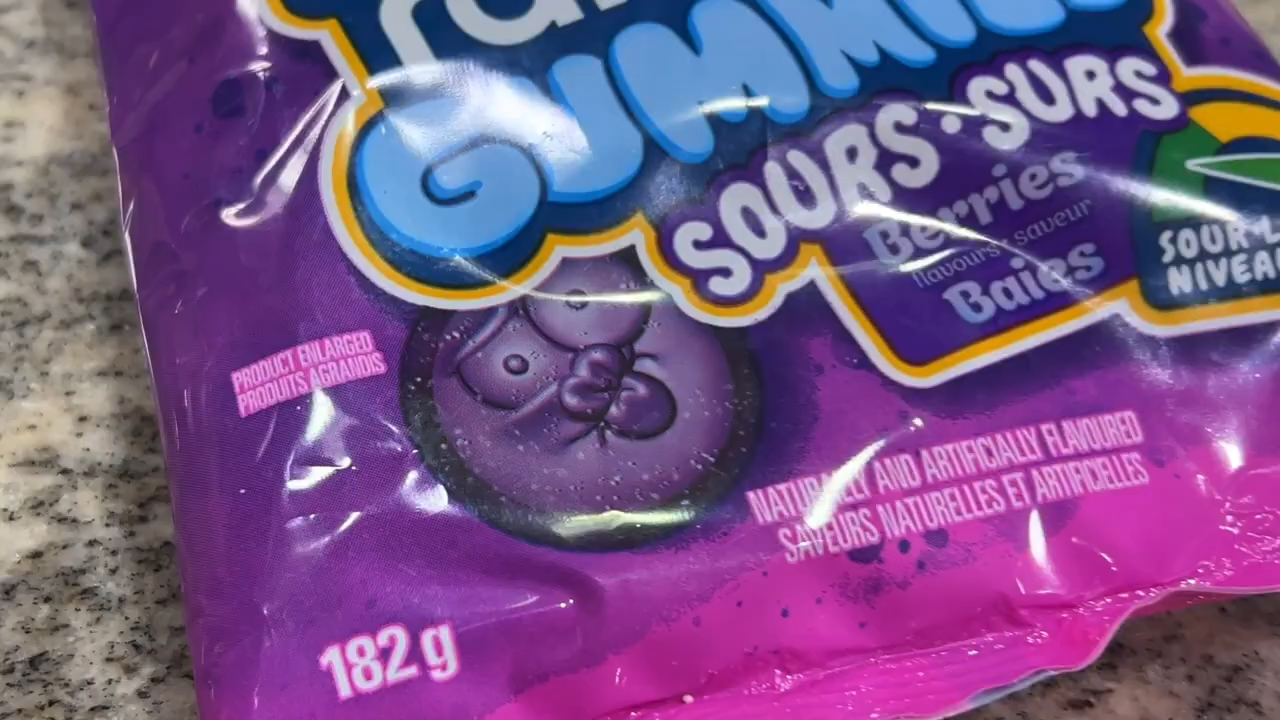 GUMMIES
SOURS • SURS
Berries
flavours • saveur
Baies
SOUR
PRODUCT ENLARGED
PRODUITS AGRANDIS
NATURALLY AND ARTIFICIALLY FLAVOURED
SAVEURS NATURELLES ET ARTIFICIELLES
182 g